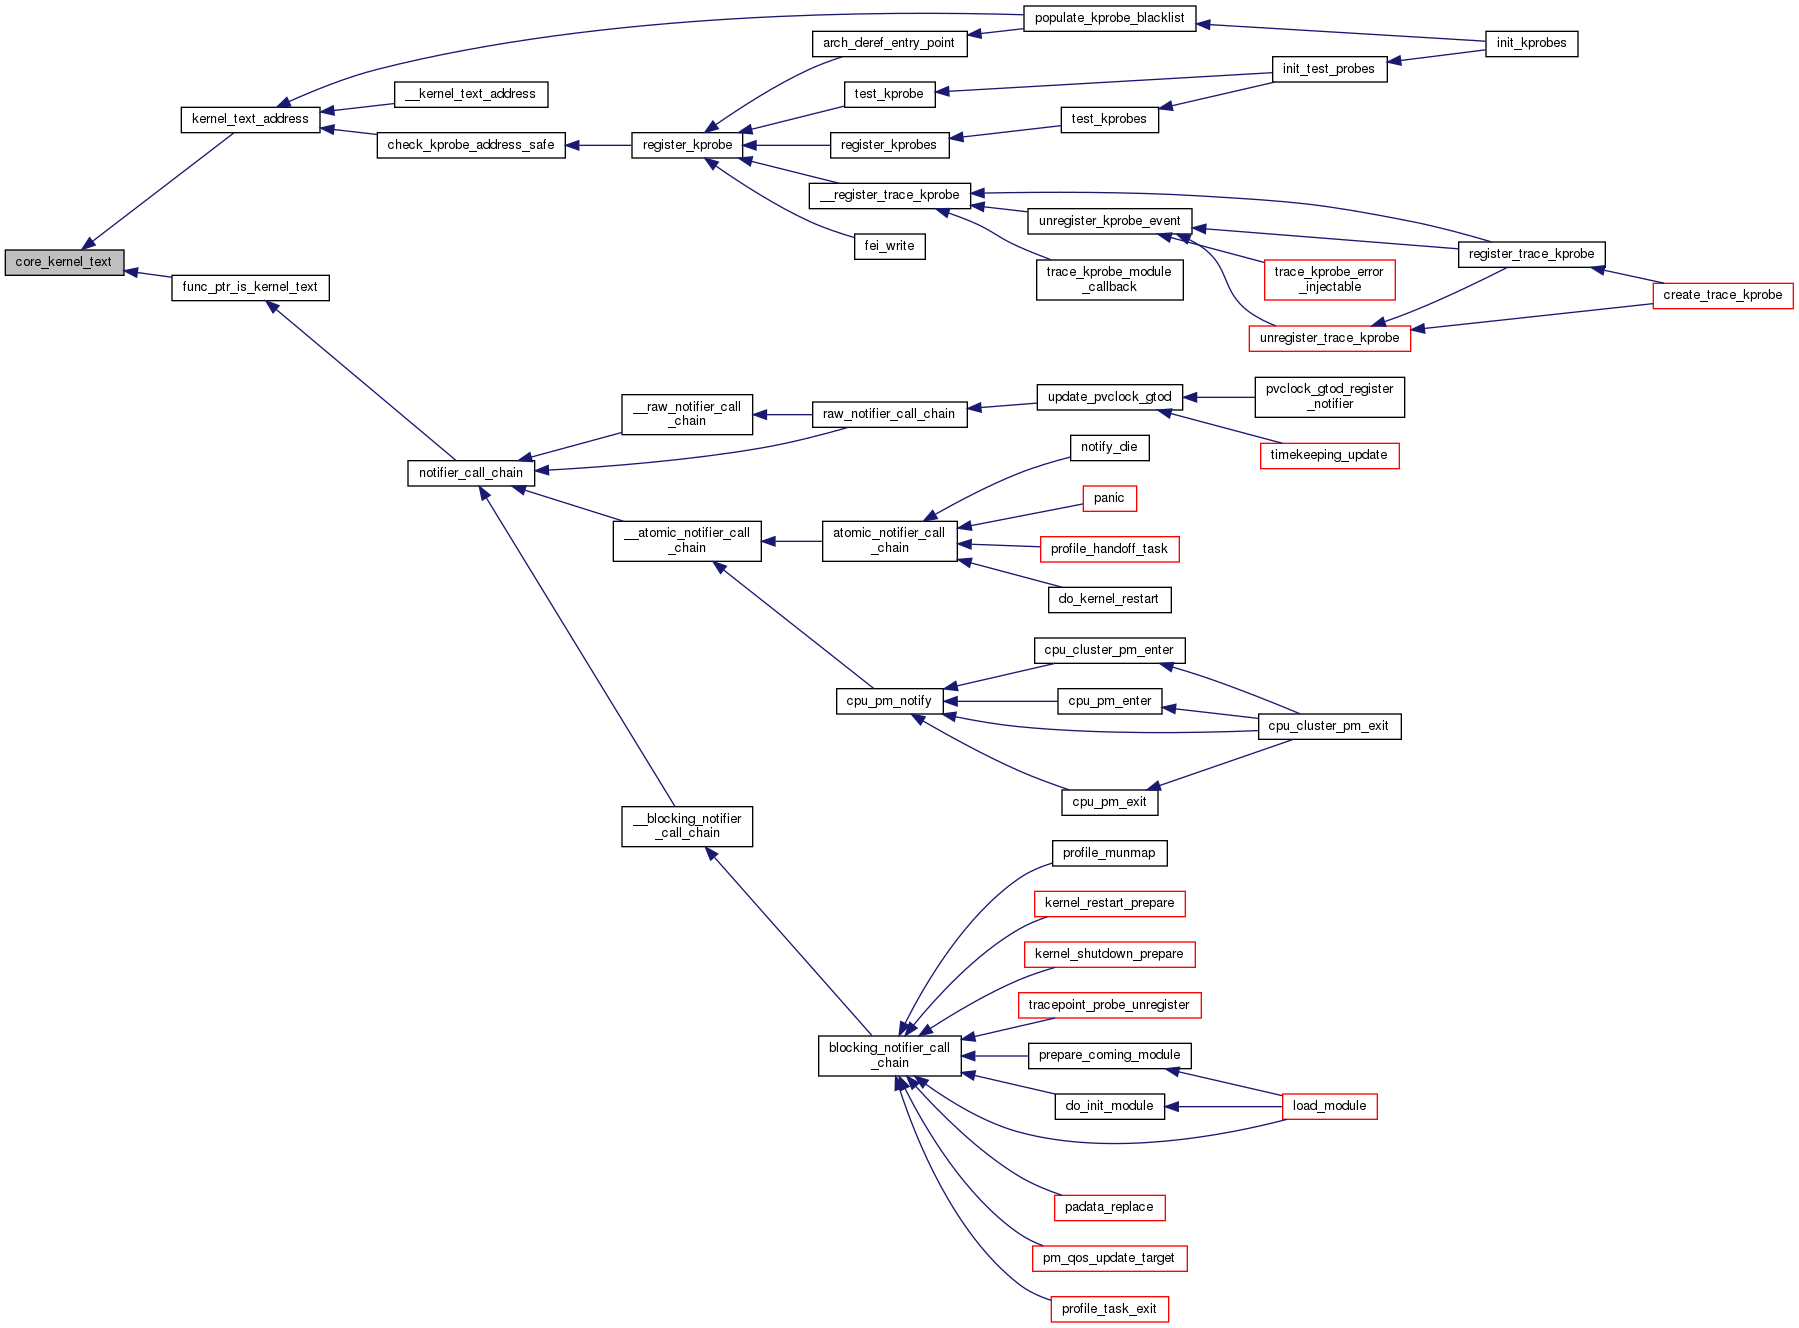 populate_kprobe_blacklist
arch_deref_entry_point
init_kprobes
init_test_probes
__kernel_text_address
test_kprobe
kernel_text_address
test_kprobes
check_kprobe_address_safe
register_kprobe
register_kprobes
__register_trace_kprobe
unregister_kprobe_event
fei_write
register_trace_kprobe
core_kernel_text
trace_kprobe_module
_callback
trace_kprobe_error
_injectable
func_ptr_is_kernel_text
create_trace_kprobe
unregister_trace_kprobe
pvclock_gtod_register
_notifier
update_pvclock_gtod
__raw_notifier_call
_chain
raw_notifier_call_chain
notify_die
timekeeping_update
notifier_call_chain
panic
__atomic_notifier_call
_chain
atomic_notifier_call
_chain
profile_handoff_task
do_kernel_restart
cpu_cluster_pm_enter
cpu_pm_notify
cpu_pm_enter
cpu_cluster_pm_exit
cpu_pm_exit
__blocking_notifier
_call_chain
profile_munmap
kernel_restart_prepare
kernel_shutdown_prepare
tracepoint_probe_unregister
blocking_notifier_call
_chain
prepare_coming_module
do_init_module
load_module
padata_replace
pm_qos_update_target
profile_task_exit